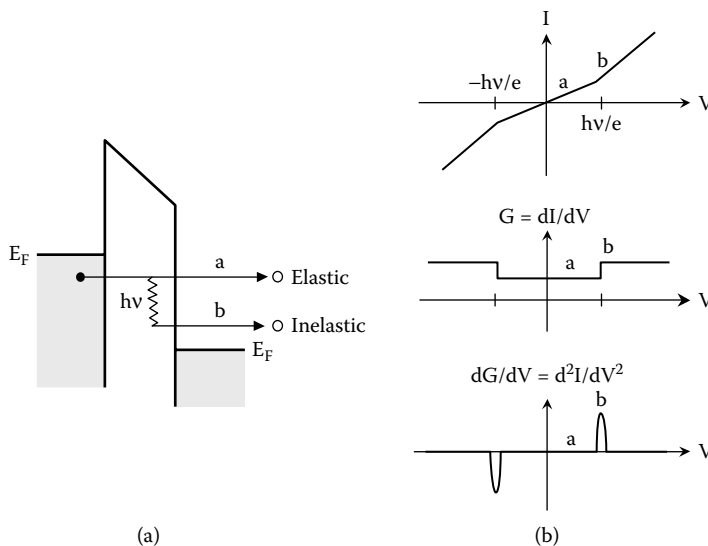 E_F
a
Elastic
hν
b
Inelastic
E_F
(a)
I
−hν/e
a
b
hν/e
V
G = dI/dV
a
b
V
dG/dV = d²I/dV²
a
b
V
(b)